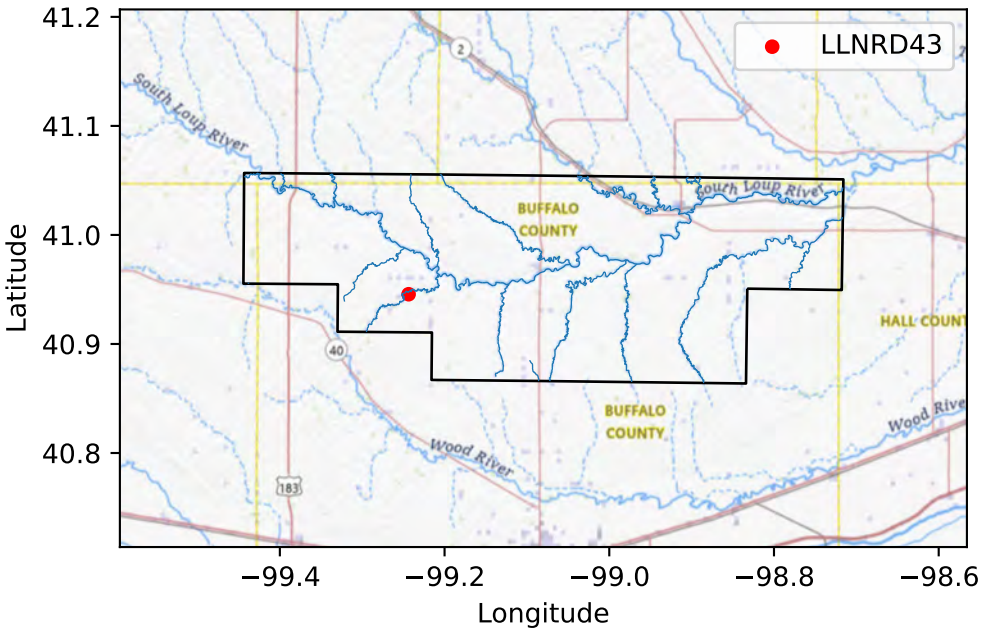 41.2
41.1
41.0
40.9
40.8
Latitude
−99.4
−99.2
−99.0
−98.8
−98.6
Longitude
LLNRD43
2
South Loup River
South Loup River
BUFFALO
COUNTY
HALL COUNT
40
BUFFALO
COUNTY
Wood River
Wood Rive
183